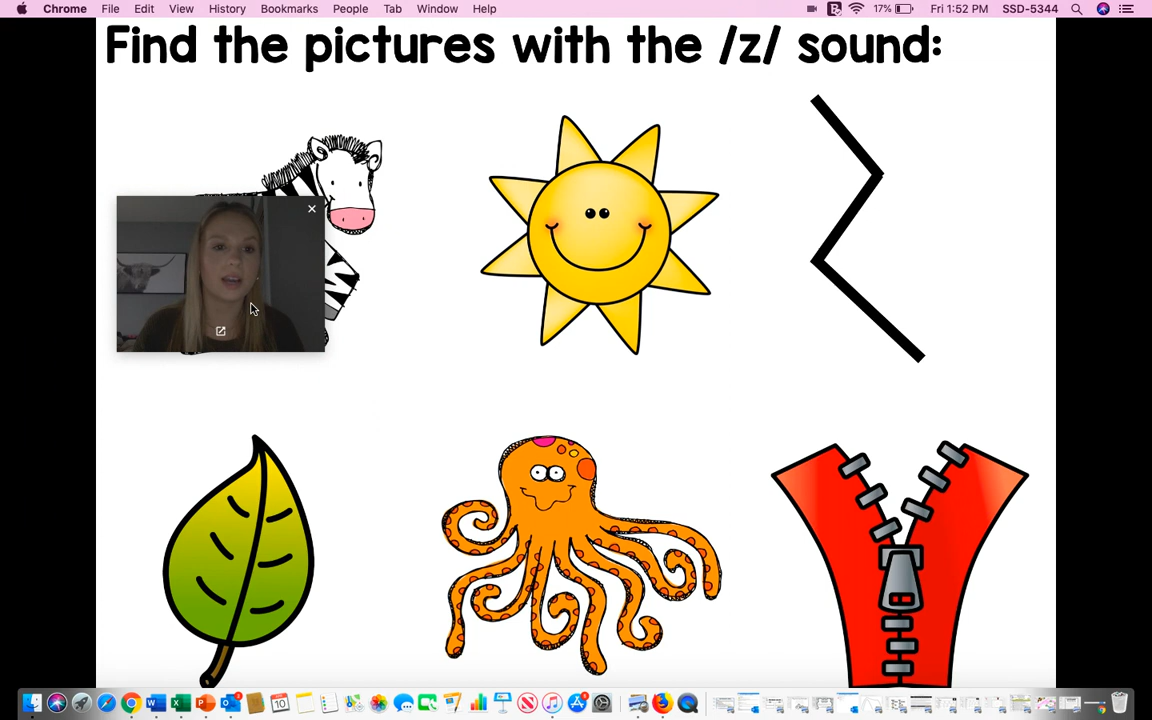 Chrome File Edit View History Bookmarks People Tab Window Help 17% Fri 1:52 PM SSD-5344
Find the pictures with the /z/ sound:
10